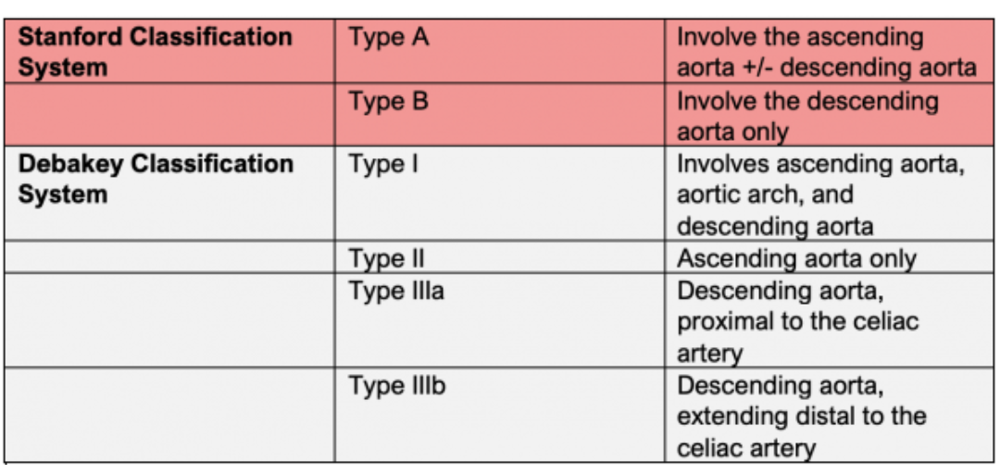 Stanford Classification System
Type A
Involve the ascending
aorta +/- descending aorta
Type B
Involve the descending
aorta only
Debakey Classification System
Type I
Involves ascending aorta,
aortic arch, and
descending aorta
Type II
Ascending aorta only
Type IIIa
Descending aorta,
proximal to the celiac
artery
Type IIIb
Descending aorta,
extending distal to the
celiac artery